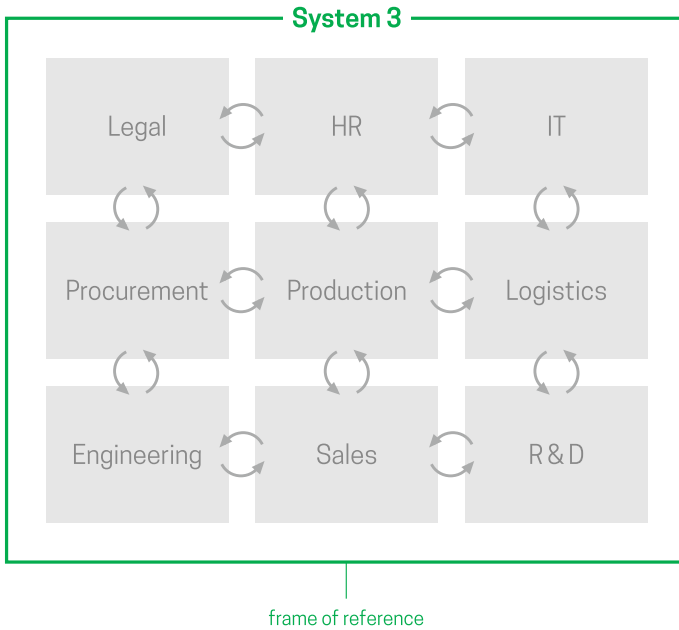 System 3
Legal
HR
IT
Procurement
Production
Logistics
Engineering
Sales
R & D
frame of reference